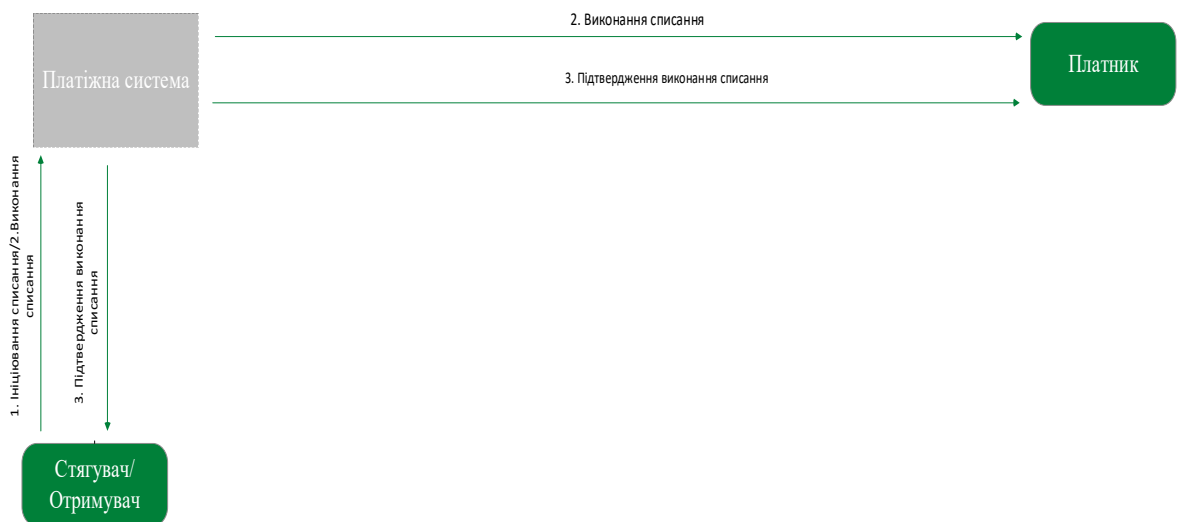 2. Виконання списання
Платіжна система
Платник
3. Підтвердження виконання списання
1. Ініціювання списання/2.Виконання
списання
3. Підтвердження виконання
списання
Стягувач/
Отримувач